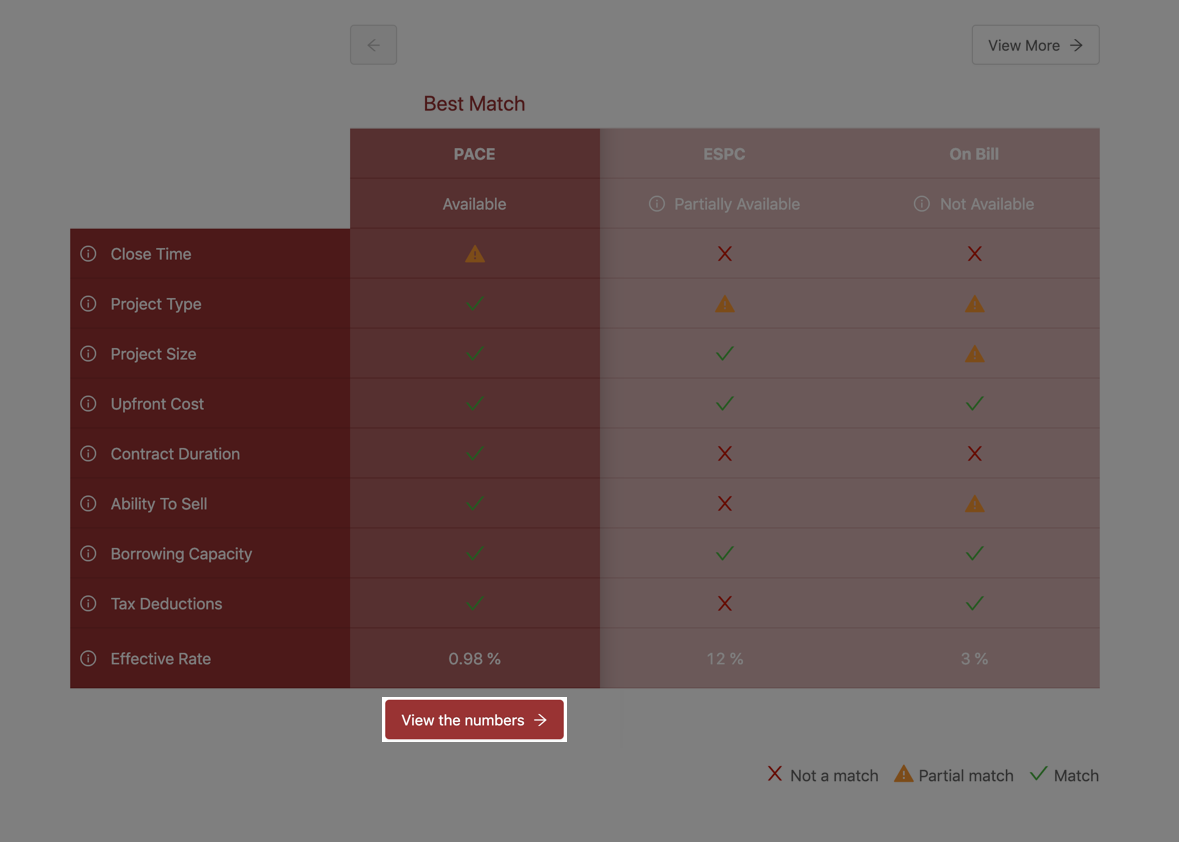 View More
Best Match
PACE ESPC On Bill
Available Partially Available Not Available
Close Time
Project Type
Project Size
Upfront Cost
Contract Duration
Ability To Sell
Borrowing Capacity
Tax Deductions
Effective Rate 0.98 % 12 % 3 %
View the numbers
Not a match Partial match Match